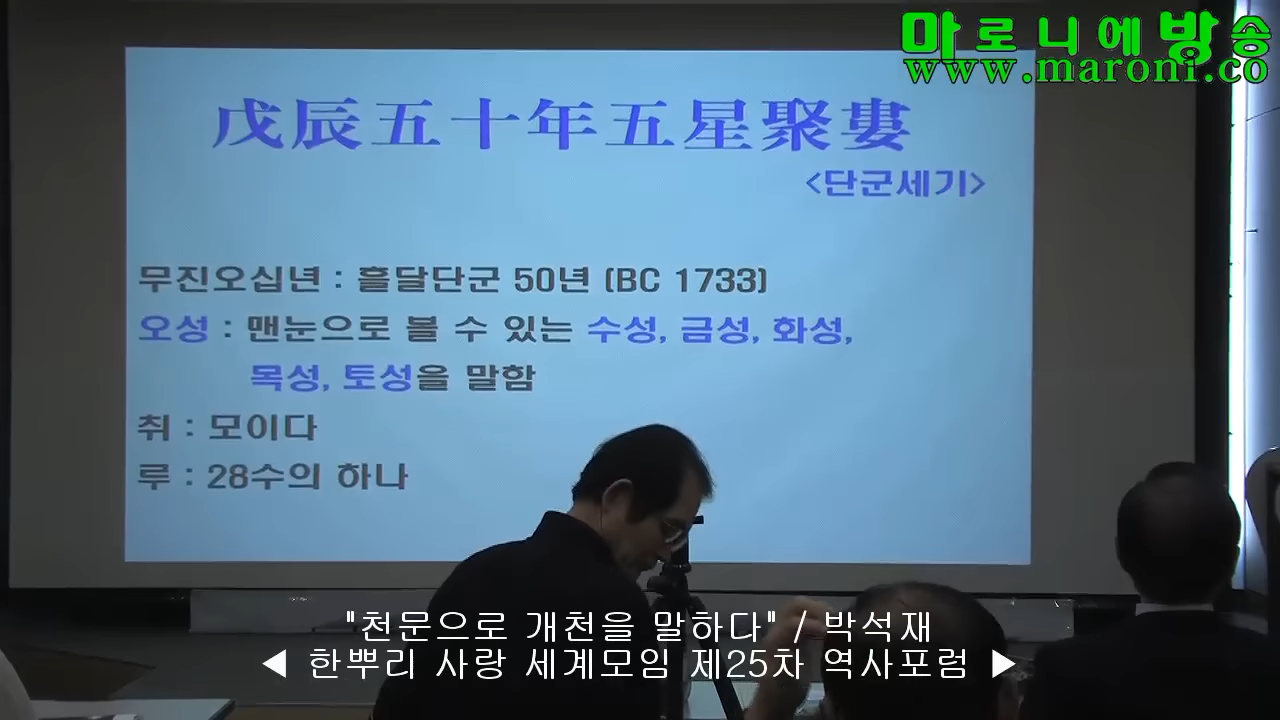 마로니에방송
www.maroni.co
戊辰五十年五星聚婁
<단군세기>
무진오십년 : 흘달단군 50년 (BC 1733)
오성 : 맨눈으로 볼 수 있는 수성, 금성, 화성,
목성, 토성을 말함
취 : 모이다
루 : 28수의 하나
"천문으로 개천을 말하다" / 박석재
◀ 한뿌리 사랑 세계모임 제25차 역사포럼 ▶